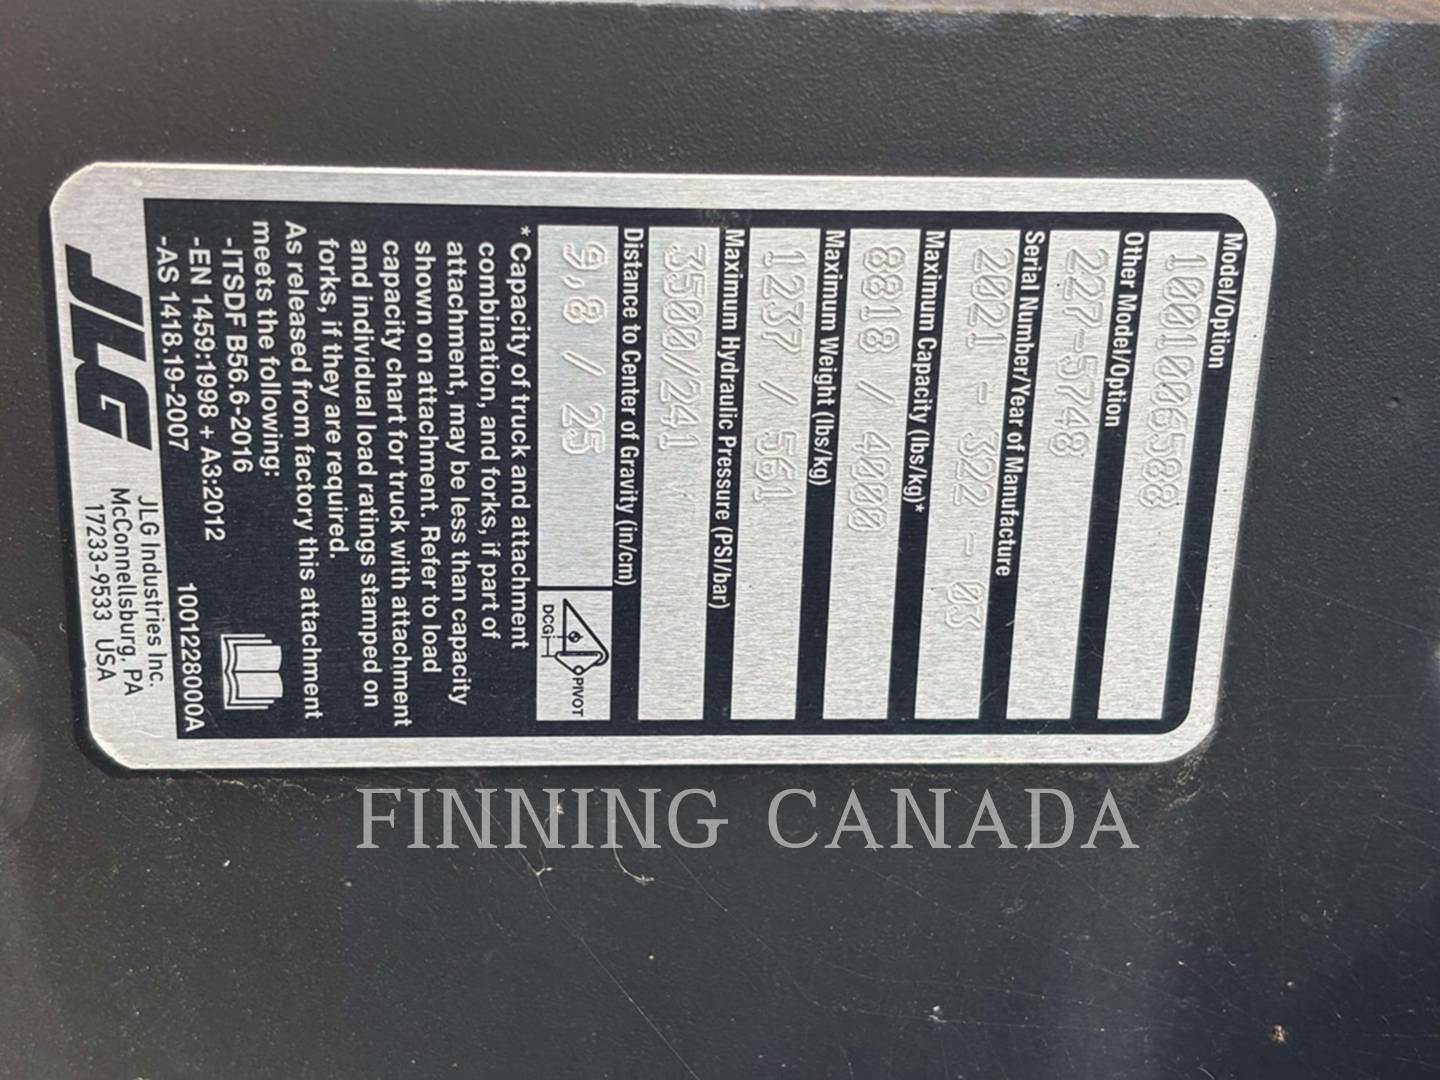 Model/Option
1001006588
Other Model/Option
227-5748
Serial Number/Year of Manufacture
2021 - 322 - 03
Maximum Capacity (lbs/kg)*
8818 / 4000
Maximum Weight (lbs/kg)
1237 / 561
Maximum Hydraulic Pressure (PSI/bar)
3500/241
Distance to Center of Gravity (in/cm)
9,8 / 25
PIVOT
DCG
* Capacity of truck and attachment
combination, and forks, if part of
attachment, may be less than capacity
shown on attachment. Refer to load
capacity chart for truck with attachment
and individual load ratings stamped on
forks, if they are required.
As released from factory this attachment
meets the following:
-ITSDF B56.6-2016
-EN 1459:1998 + A3:2012
-AS 1418.19-2007
1001228000A
JLG
JLG Industries Inc.
McConnellsburg, PA
17233-9533 USA
FINNING CANADA